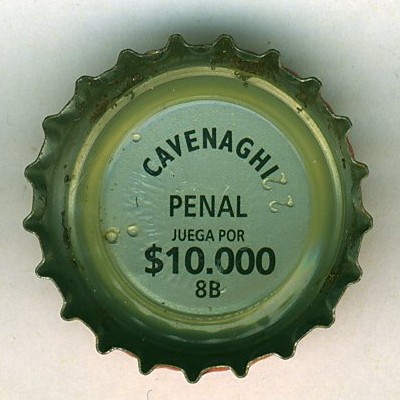 CAVENAGHI
PENAL
JUEGA POR
$10.000
8B